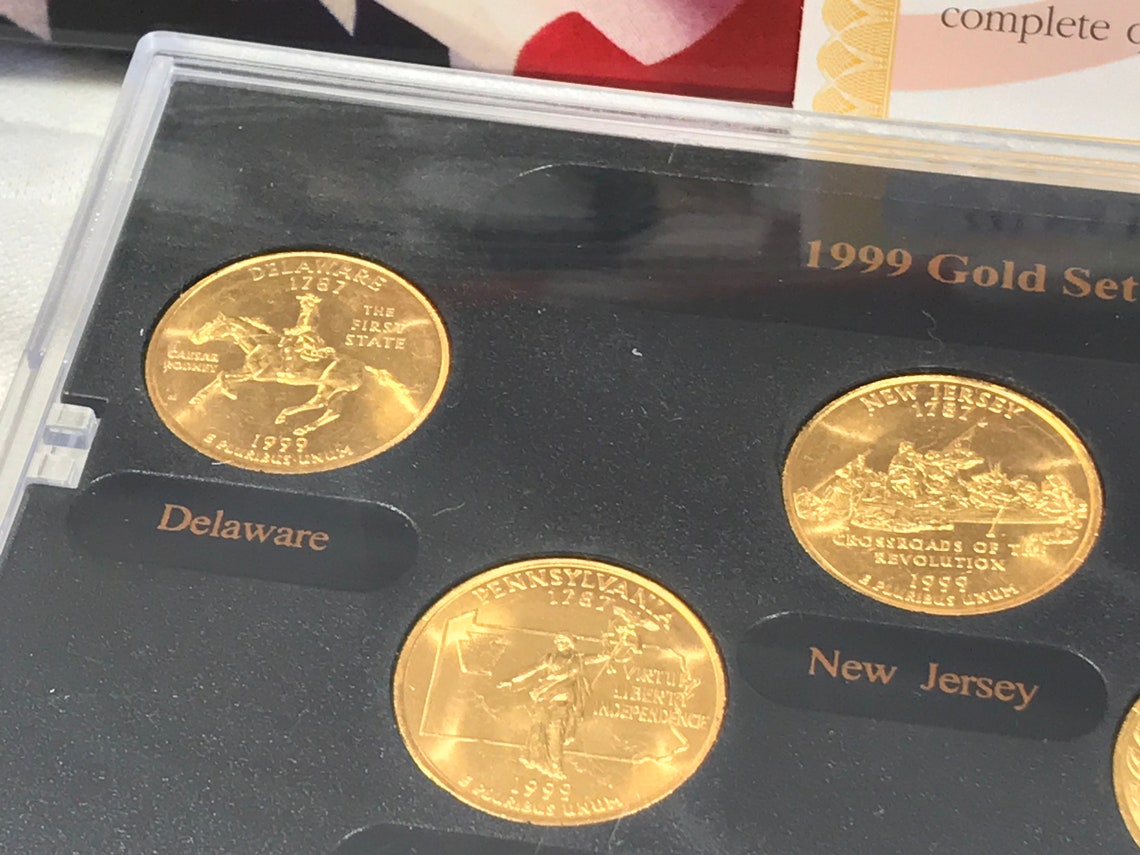 complete
1999 Gold Set
DELAWARE
1787
THE
FIRST
STATE
CAESAR
RODNEY
1999
E PLURIBUS UNUM
Delaware
NEW JERSEY
1787
CROSSROADS OF THE
REVOLUTION
1999
E PLURIBUS UNUM
New Jersey
PENNSYLVANIA
1787
VIRTUE
LIBERTY
INDEPENDENCE
1999
E PLURIBUS UNUM